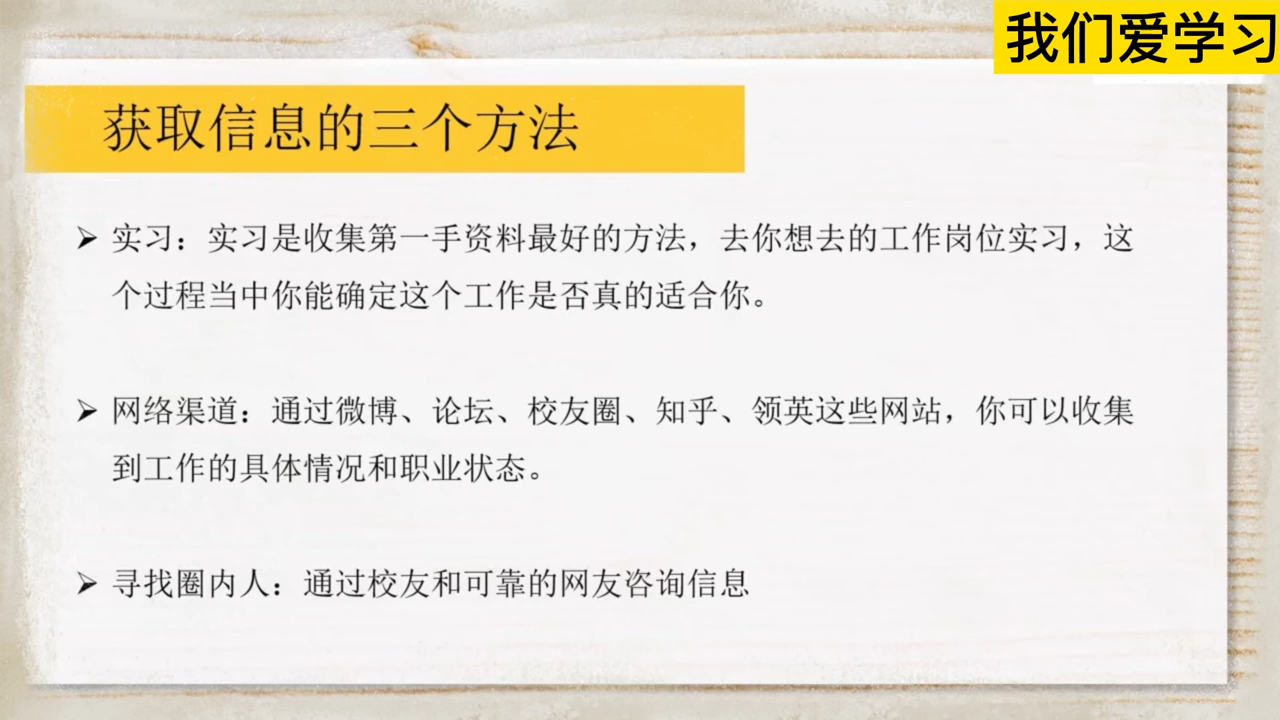 我们爱学习
获取信息的三个方法
➢ 实习：实习是收集第一手资料最好的方法，去你想去的工作岗位实习，这
个过程当中你能确定这个工作是否真的适合你。
➢ 网络渠道：通过微博、论坛、校友圈、知乎、领英这些网站，你可以收集
到工作的具体情况和职业状态。
➢ 寻找圈内人：通过校友和可靠的网友咨询信息